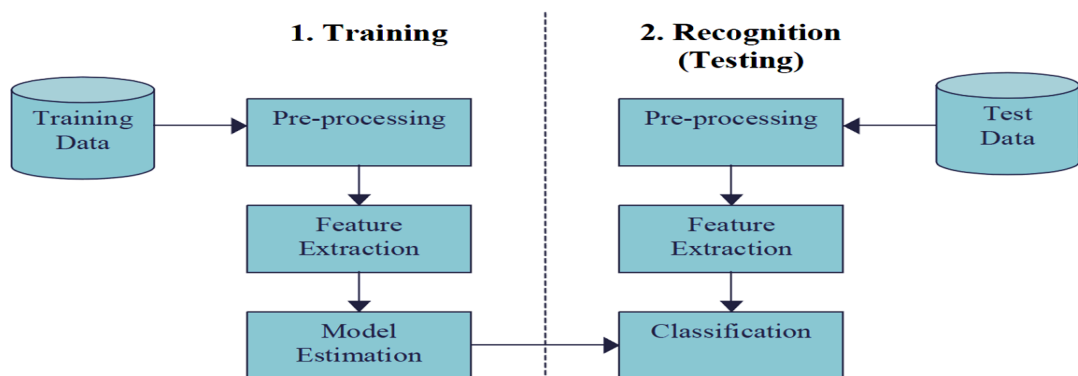 1. Training
Training
Data
Pre-processing
Feature
Extraction
Model
Estimation
2. Recognition
(Testing)
Pre-processing
Test
Data
Feature
Extraction
Classification